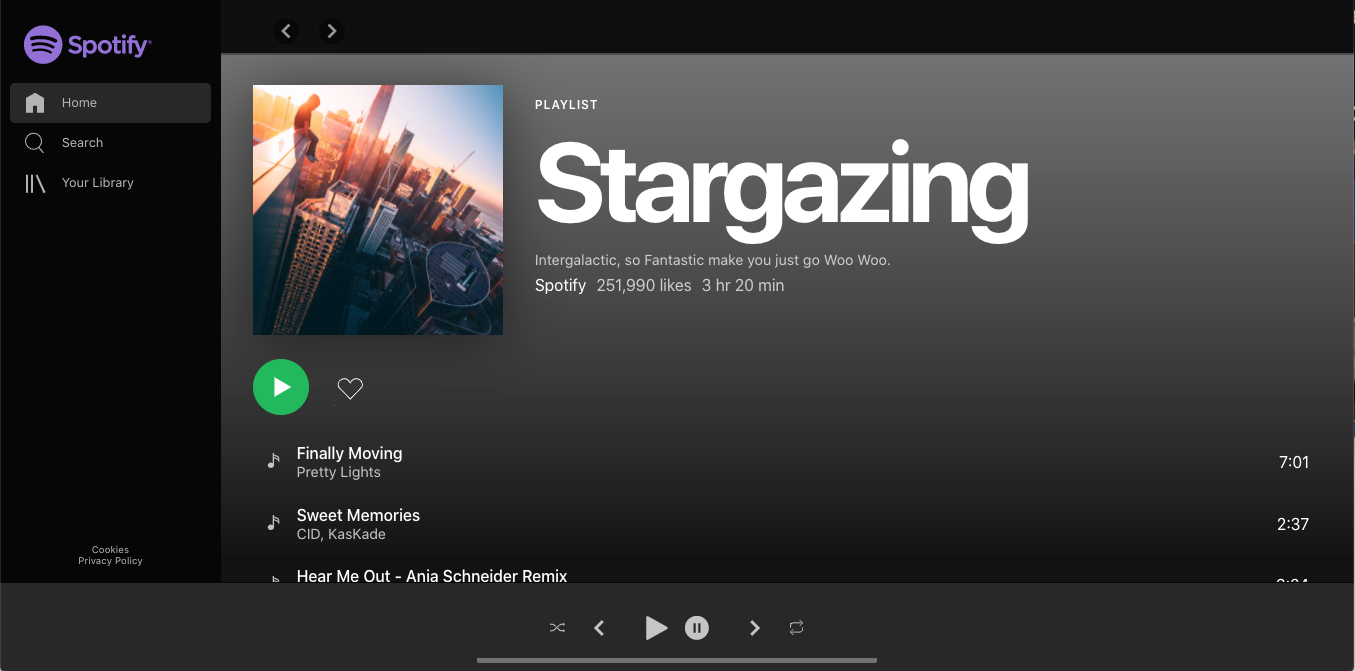 Spotify
Home
Search
Your Library
Cookies
Privacy Policy
PLAYLIST
Stargazing
Intergalactic, so Fantastic make you just go Woo Woo.
Spotify 251,990 likes 3 hr 20 min
Finally Moving
Pretty Lights
7:01
Sweet Memories
CID, KasKade
2:37
Hear Me Out - Anja Schneider Remix